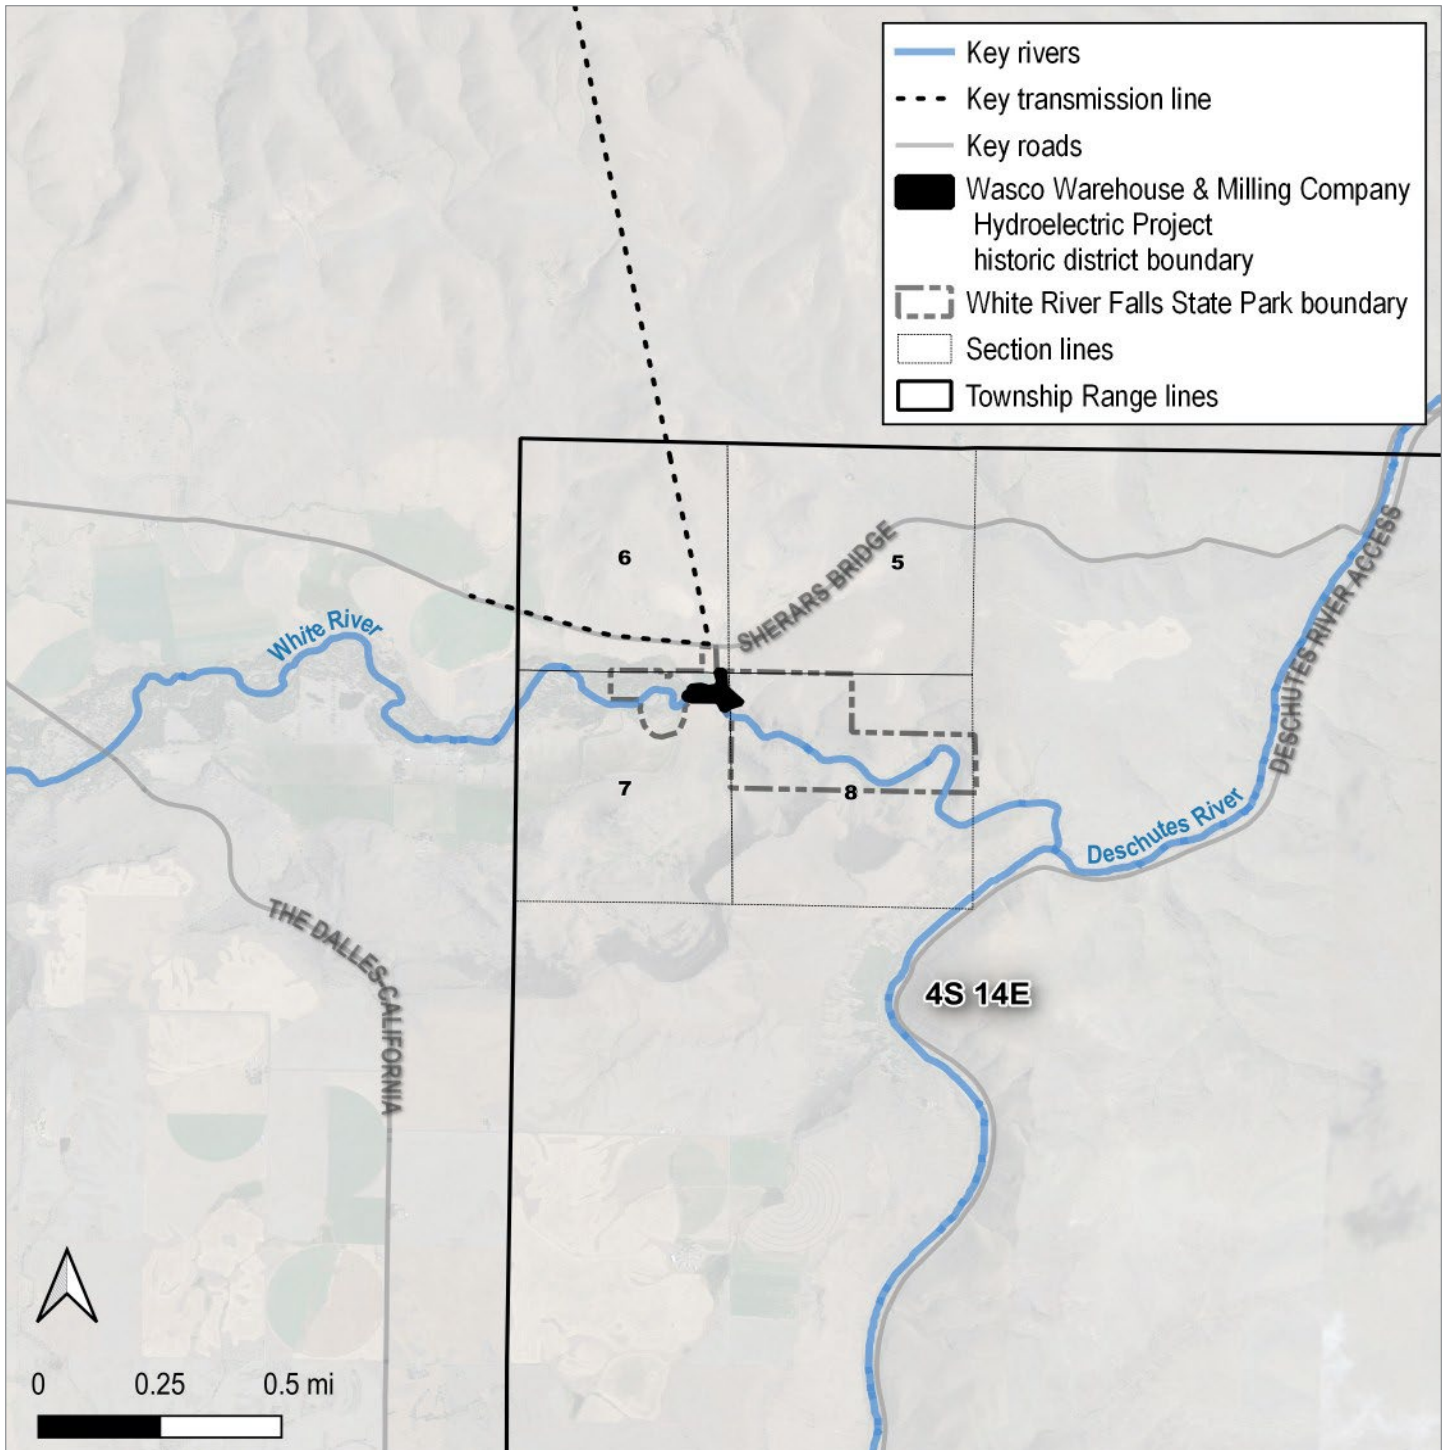 Key rivers
Key transmission line
Key roads
Wasco Warehouse & Milling Company
Hydroelectric Project
historic district boundary
White River Falls State Park boundary
Section lines
Township Range lines
6
5
SHERARS BRIDGE
DESCHUTES RIVER ACCESS
White River
7
8
Deschutes River
THE DALLES-CALIFORNIA
4S 14E
0 0.25 0.5 mi